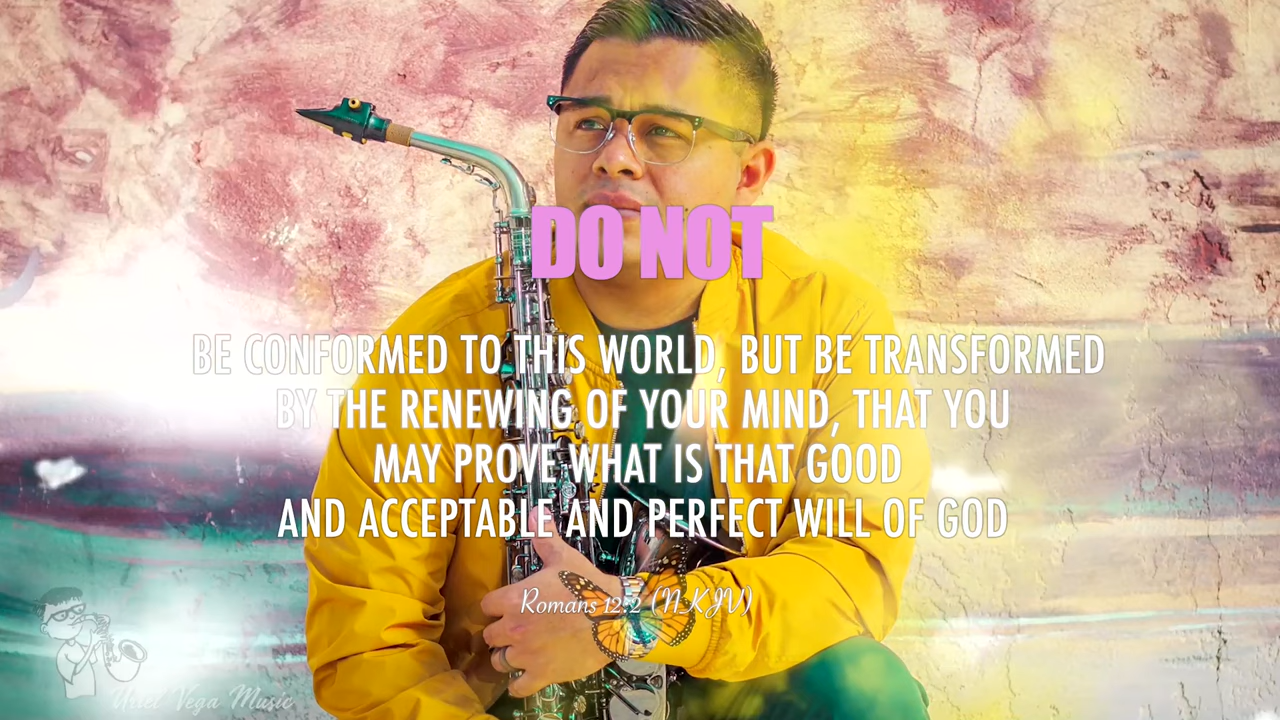 DO NOT
BE CONFORMED TO THIS WORLD, BUT BE TRANSFORMED
BY THE RENEWING OF YOUR MIND, THAT YOU
MAY PROVE WHAT IS THAT GOOD
AND ACCEPTABLE AND PERFECT WILL OF GOD
Romans 12:2 (NKJV)
Uriel Vega Music